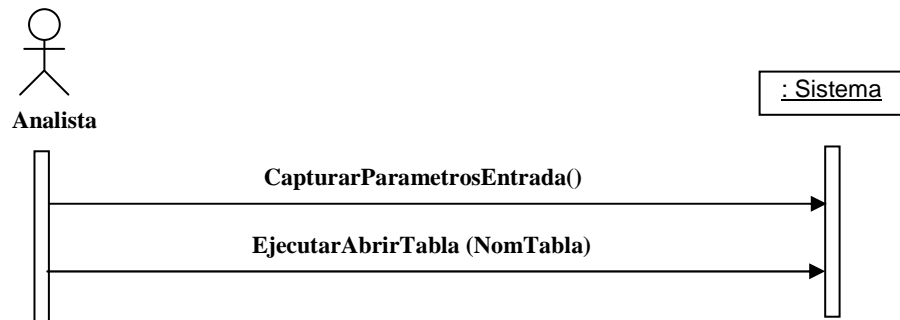 : Sistema
Analista
CapturarParametrosEntrada()
EjecutarAbrirTabla (NomTabla)